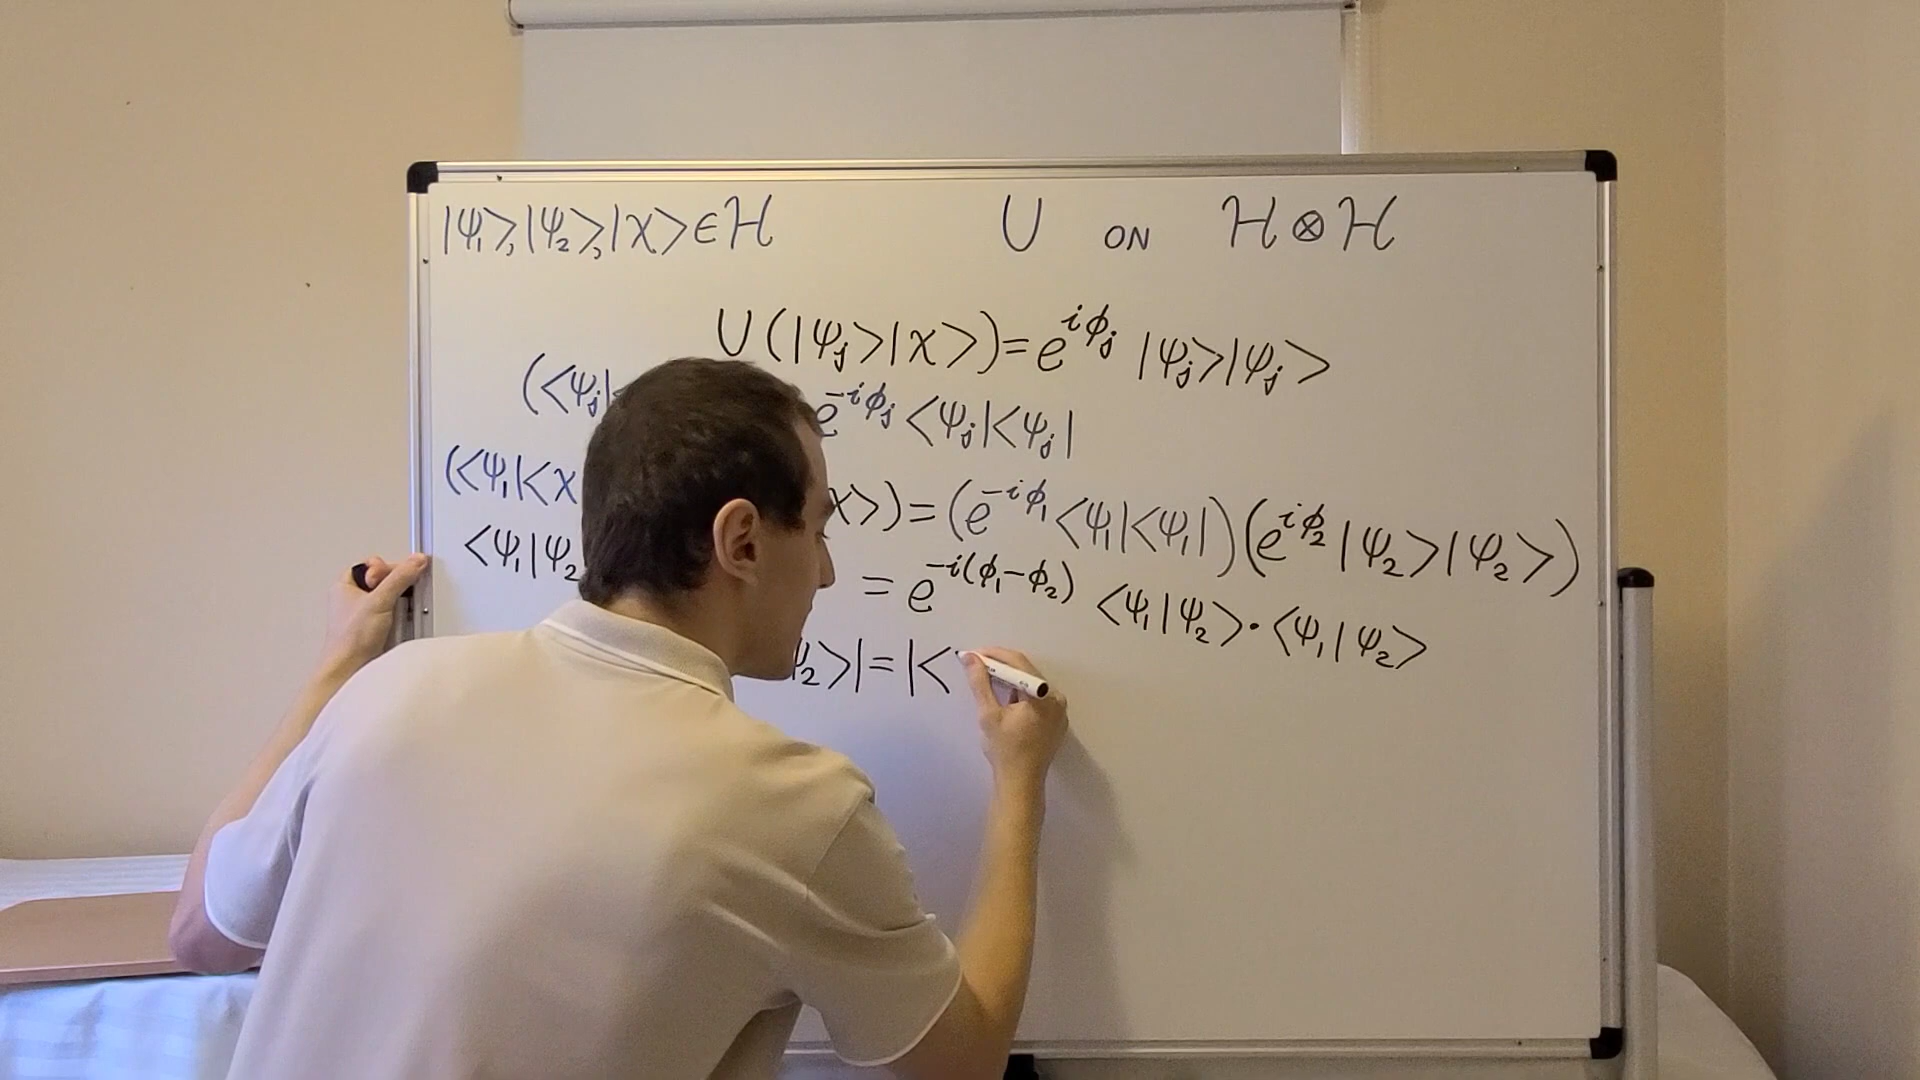 |ψ₁>,|ψ₂>,|χ>∈ℋ U ON ℋ⊗ℋ
U(|ψⱼ>|χ>)=e^{iϕⱼ} |ψⱼ>|ψⱼ>
(<ψⱼ|< e^{-iϕⱼ}<ψⱼ|<ψⱼ|
(<ψ₁|<χ χ>)=(e^{-iϕ₁}<ψ₁|<ψ₁|)(e^{iϕ₂}|ψ₂>|ψ₂>)
<ψ₁|ψ₂ =e^{-i(ϕ₁-ϕ₂)} <ψ₁|ψ₂>·<ψ₁|ψ₂>
ψ₂>|=|<